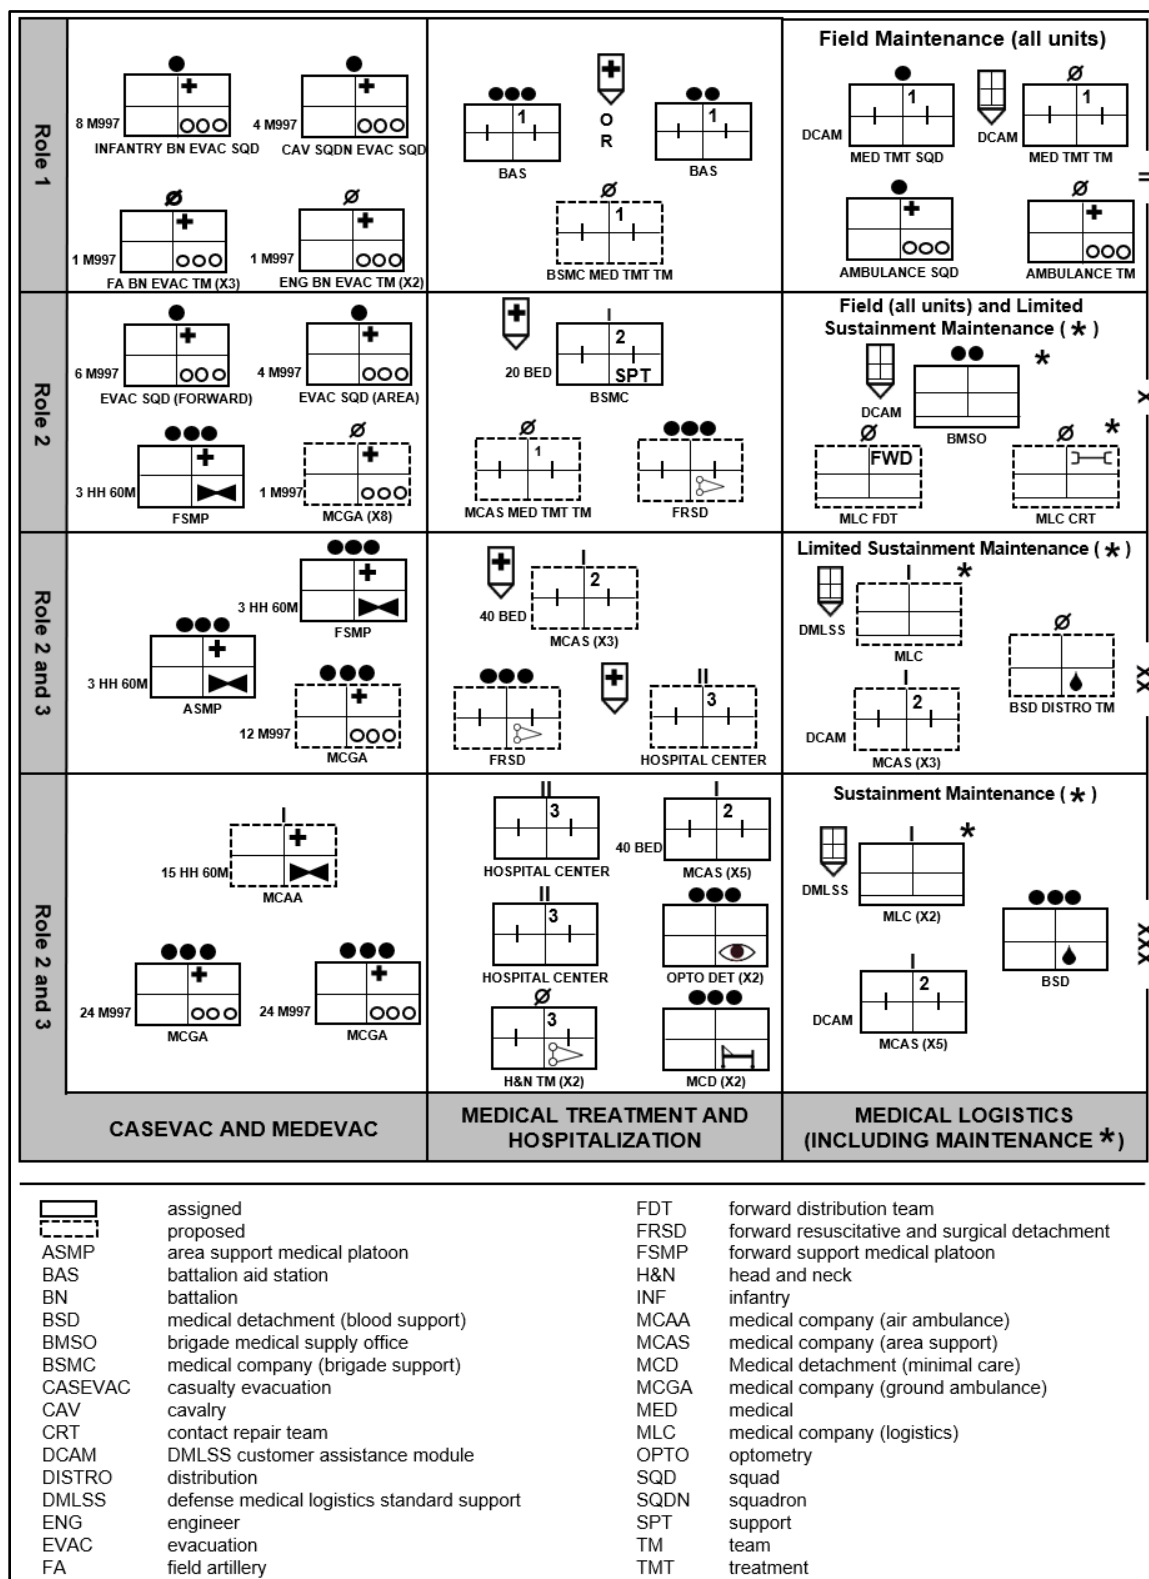 Role 1
8 M997
INFANTRY BN EVAC SQD
4 M997
CAV SQDN EVAC SQD
1 M997
FA BN EVAC TM (X3)
1 M997
ENG BN EVAC TM (X2)
1
BAS
OR
1
BAS
1
BSMC MED TMT TM
Field Maintenance (all units)
DCAM
1
MED TMT SQD
DCAM
1
MED TMT TM
AMBULANCE SQD
AMBULANCE TM
II
Role 2
6 M997
EVAC SQD (FORWARD)
4 M997
EVAC SQD (AREA)
3 HH 60M
FSMP
1 M997
MCGA (X8)
20 BED
I
2
SPT
BSMC
1
MCAS MED TMT TM
FRSD
Field (all units) and Limited
Sustainment Maintenance (*)
DCAM
*
BMSO
FWD
MLC FDT
*
MLC CRT
X
Role 2 and 3
3 HH 60M
FSMP
3 HH 60M
ASMP
12 M997
MCGA
40 BED
I
2
MCAS (X3)
FRSD
II
3
HOSPITAL CENTER
Limited Sustainment Maintenance (*)
DMLSS
I
*
MLC
DCAM
I
2
MCAS (X3)
BSD DISTRO TM
XX
Role 2 and 3
I
15 HH 60M
MCAA
24 M997
MCGA
24 M997
MCGA
II
3
HOSPITAL CENTER
40 BED
I
2
MCAS (X5)
II
3
HOSPITAL CENTER
OPTO DET (X2)
3
H&N TM (X2)
MCD (X2)
Sustainment Maintenance (*)
DMLSS
I
*
MLC (X2)
DCAM
I
2
MCAS (X5)
BSD
XXX
CASEVAC AND MEDEVAC
MEDICAL TREATMENT AND
HOSPITALIZATION
MEDICAL LOGISTICS
(INCLUDING MAINTENANCE *)
assigned
proposed
ASMP area support medical platoon
BAS battalion aid station
BN battalion
BSD medical detachment (blood support)
BMSO brigade medical supply office
BSMC medical company (brigade support)
CASEVAC casualty evacuation
CAV cavalry
CRT contact repair team
DCAM DMLSS customer assistance module
DISTRO distribution
DMLSS defense medical logistics standard support
ENG engineer
EVAC evacuation
FA field artillery
FDT forward distribution team
FRSD forward resuscitative and surgical detachment
FSMP forward support medical platoon
H&N head and neck
INF infantry
MCAA medical company (air ambulance)
MCAS medical company (area support)
MCD Medical detachment (minimal care)
MCGA medical company (ground ambulance)
MED medical
MLC medical company (logistics)
OPTO optometry
SQD squad
SQDN squadron
SPT support
TM team
TMT treatment